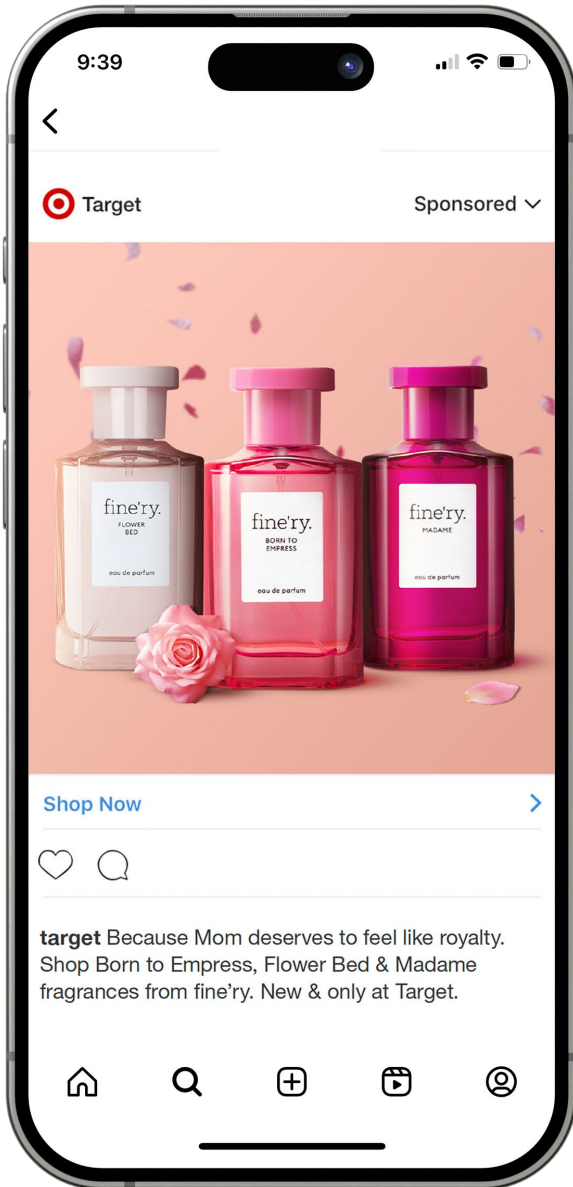 9:39
Target
Sponsored
fine'ry.
FLOWER
BED
eau de parfum
fine'ry.
BORN TO
EMPRESS
eau de parfum
fine'ry.
MADAME
eau de parfum
Shop Now
target Because Mom deserves to feel like royalty.
Shop Born to Empress, Flower Bed & Madame
fragrances from fine’ry. New & only at Target.